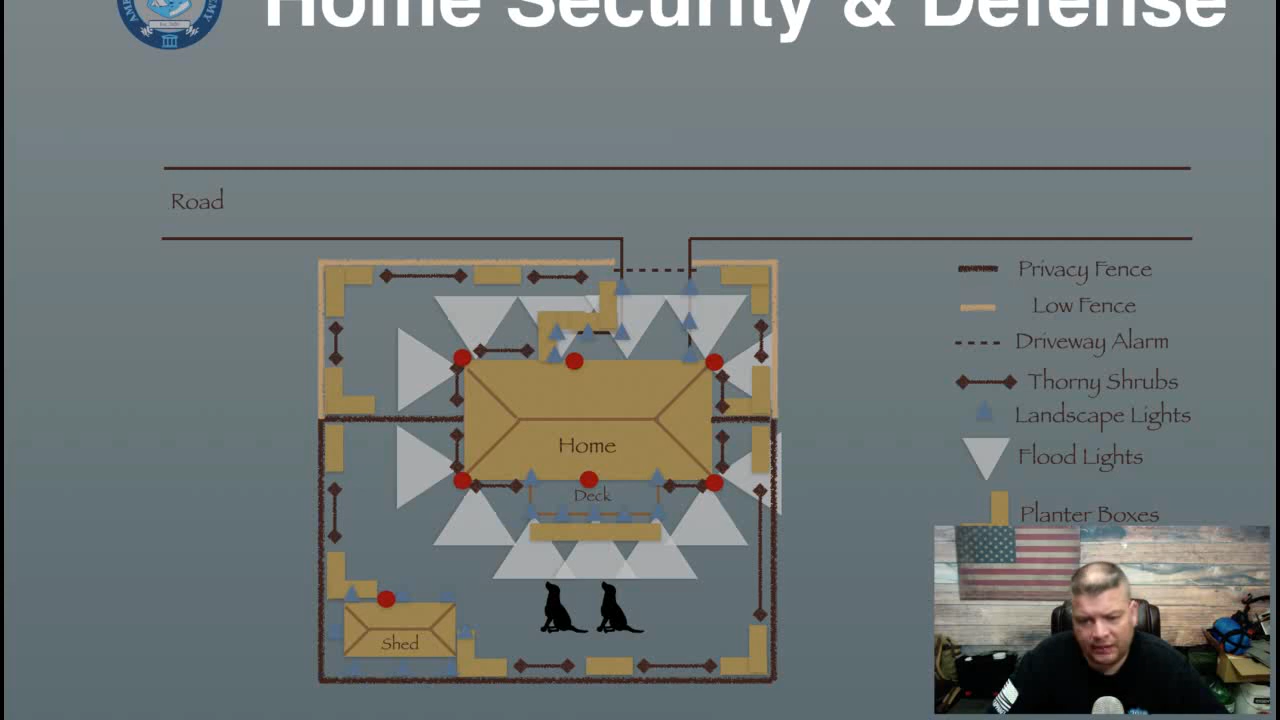 Home Security & Defense
Road
Privacy Fence
Low Fence
Driveway Alarm
Thorny Shrubs
Landscape Lights
Flood Lights
Planter Boxes
Home
Deck
Shed